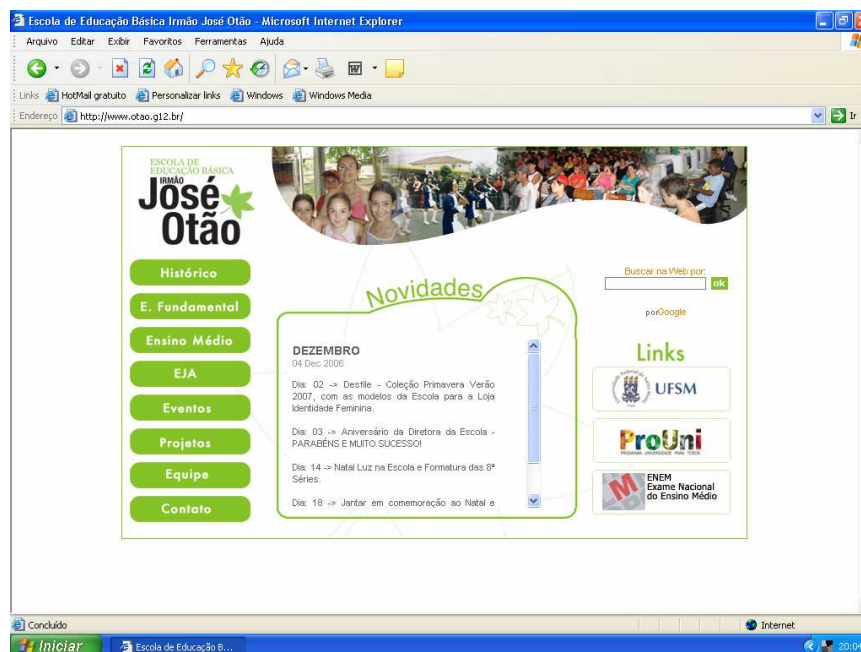 Escola de Educação Básica Irmão José Otão - Microsoft Internet Explorer
Arquivo Editar Exibir Favoritos Ferramentas Ajuda
Links HotMail gratuito Personalizar links Windows Windows Media
Endereço http://www.otao.g12.br/ Ir
ESCOLA DE
EDUCAÇÃO BÁSICA
IRMÃO
José
Otão
Histórico
E. Fundamental
Ensino Médio
EJA
Eventos
Projetos
Equipe
Contato
Novidades
DEZEMBRO
04 Dec 2006
Dia: 02 -> Desfile - Coleção Primavera Verão
2007, com as modelos da Escola para a Loja
Identidade Feminina.
Dia: 03 -> Aniversário da Diretora da Escola -
PARABÉNS E MUITO SUCESSO!
Dia: 14 -> Natal Luz na Escola e Formatura das 8ª
Séries.
Dia: 18 -> Jantar em comemoração ao Natal e
Buscar na Web por:
ok
porGoogle
Links
UFSM
ProUni
PROGRAMA UNIVERSIDADE PARA TODOS
ENEM
Exame Nacional
do Ensino Médio
Concluído Internet
Iniciar Escola de Educação B... 20:04